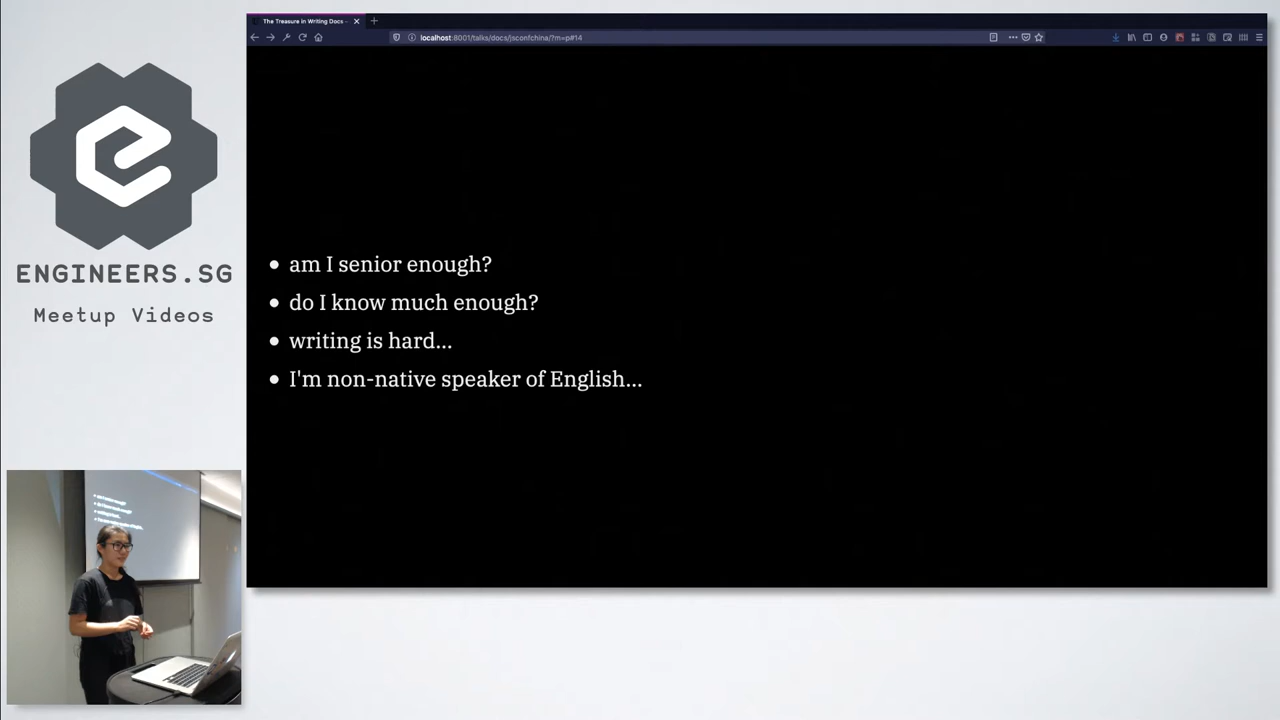 The Treasure in Writing Docs -
localhost:8001/talks/docs/jsconfchina/?m=p#14
am I senior enough?
do I know much enough?
writing is hard...
I'm non-native speaker of English...
ENGINEERS.SG
Meetup Videos